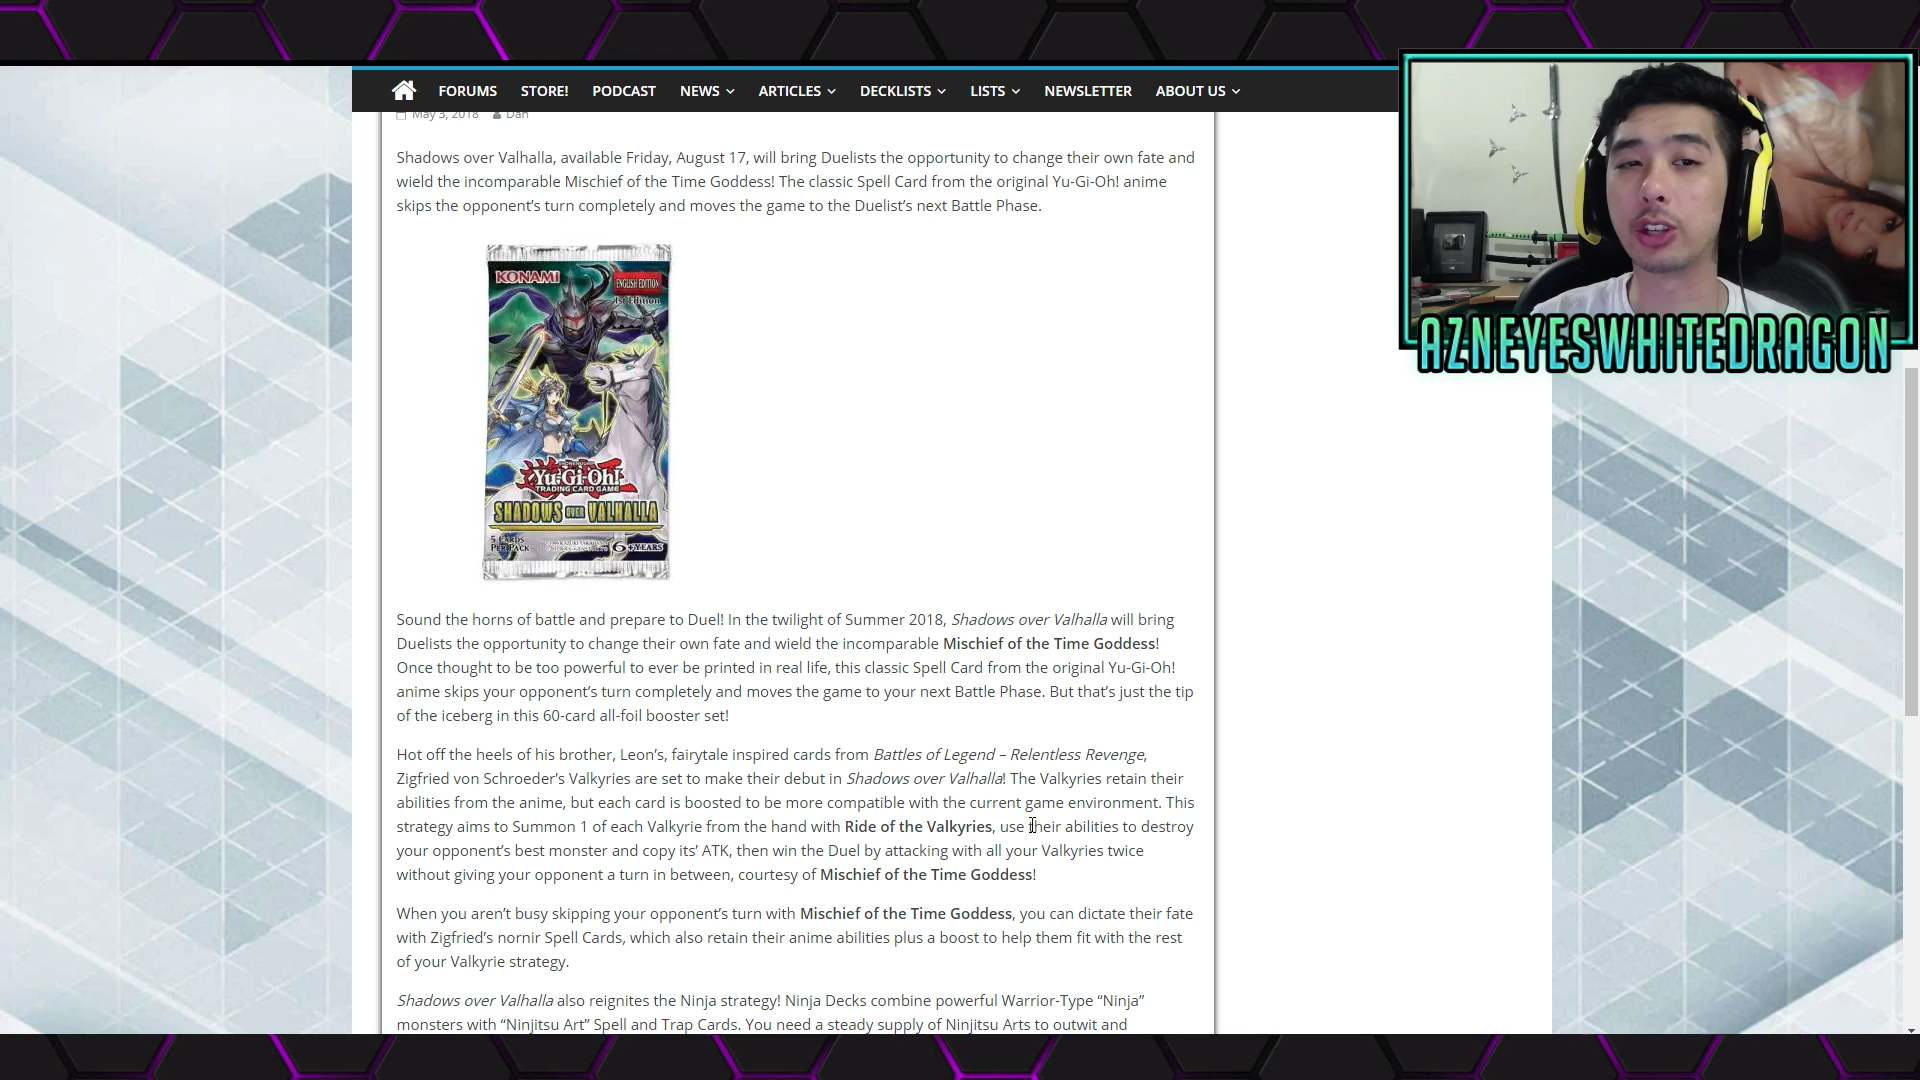 FORUMS STORE! PODCAST NEWS ARTICLES DECKLISTS LISTS NEWSLETTER ABOUT US
May 3, 2018 Dan
Shadows over Valhalla, available Friday, August 17, will bring Duelists the opportunity to change their own fate and
wield the incomparable Mischief of the Time Goddess! The classic Spell Card from the original Yu-Gi-Oh! anime
skips the opponent’s turn completely and moves the game to the Duelist’s next Battle Phase.
KONAMI
ENGLISH EDITION
1st Edition
Yu-Gi-Oh!
TRADING CARD GAME
SHADOWS OVER VALHALLA
5 CARDS
PER PACK
6+YEARS
AZNEYESWHITEDRAGON
Sound the horns of battle and prepare to Duel! In the twilight of Summer 2018, Shadows over Valhalla will bring
Duelists the opportunity to change their own fate and wield the incomparable Mischief of the Time Goddess!
Once thought to be too powerful to ever be printed in real life, this classic Spell Card from the original Yu-Gi-Oh!
anime skips your opponent’s turn completely and moves the game to your next Battle Phase. But that’s just the tip
of the iceberg in this 60-card all-foil booster set!
Hot off the heels of his brother, Leon’s, fairytale inspired cards from Battles of Legend – Relentless Revenge,
Zigfried von Schroeder’s Valkyries are set to make their debut in Shadows over Valhalla! The Valkyries retain their
abilities from the anime, but each card is boosted to be more compatible with the current game environment. This
strategy aims to Summon 1 of each Valkyrie from the hand with Ride of the Valkyries, use their abilities to destroy
your opponent’s best monster and copy its’ ATK, then win the Duel by attacking with all your Valkyries twice
without giving your opponent a turn in between, courtesy of Mischief of the Time Goddess!
When you aren’t busy skipping your opponent’s turn with Mischief of the Time Goddess, you can dictate their fate
with Zigfried’s nornir Spell Cards, which also retain their anime abilities plus a boost to help them fit with the rest
of your Valkyrie strategy.
Shadows over Valhalla also reignites the Ninja strategy! Ninja Decks combine powerful Warrior-Type “Ninja”
monsters with “Ninjitsu Art” Spell and Trap Cards. You need a steady supply of Ninjitsu Arts to outwit and